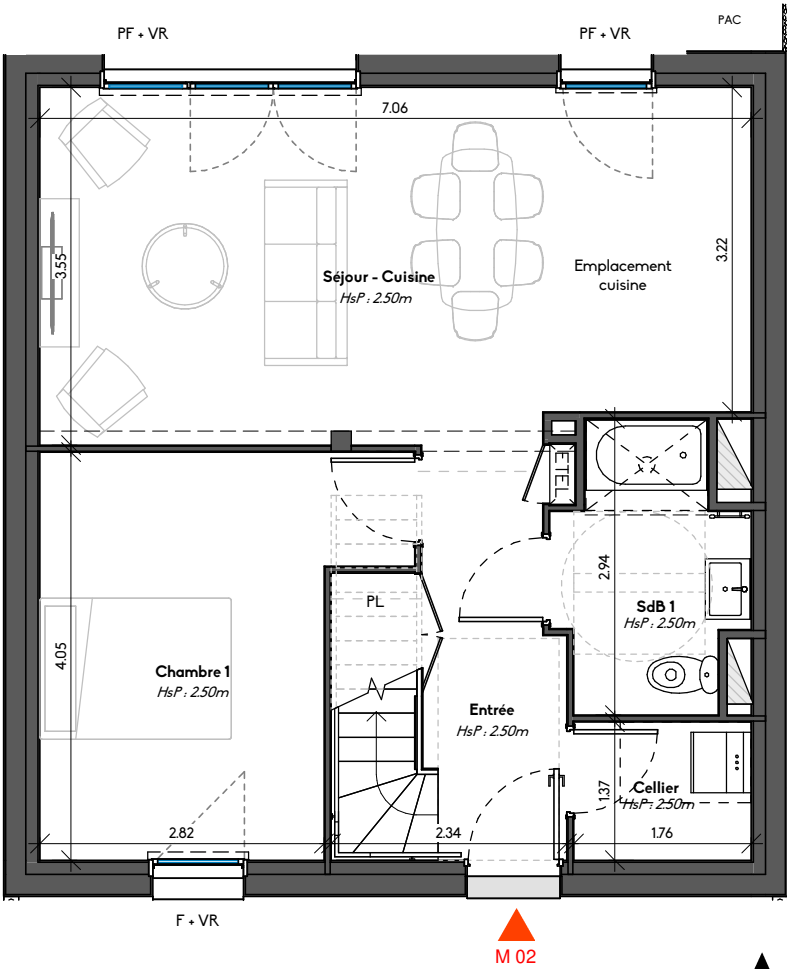 PAC
PF + VR
PF + VR
7.06
3.55
3.22
Séjour - Cuisine
HsP : 2.50m
Emplacement
cuisine
ETEL
2.94
PL
SdB 1
HsP : 2.50m
4.05
Chambre 1
HsP : 2.50m
Entrée
HsP : 2.50m
1.37
Cellier
HsP : 2.50m
2.82
2.34
1.76
F + VR
M 02